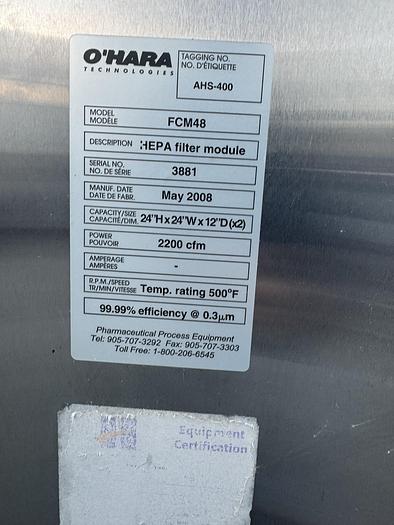 O'HARA
TECHNOLOGIES
TAGGING NO.
NO. D'ÉTIQUETTE
AHS-400
MODEL
MODÈLE
FCM48
DESCRIPTION
HEPA filter module
SERIAL NO.
NO. DE SÉRIE
3881
MANUF. DATE
DATE DE FABR.
May 2008
CAPACITY/SIZE
CAPACITÉ/DIM.
24"H x 24"W x 12"D (x2)
POWER
POUVOIR
2200 cfm
AMPERAGE
AMPÈRES
-
R.P.M./SPEED
TR/MIN/VITESSE
Temp. rating 500°F
99.99% efficiency @ 0.3µm
Pharmaceutical Process Equipment
Tel: 905-707-3292 Fax: 905-707-3303
Toll Free: 1-800-206-6545
Equipment
Certification